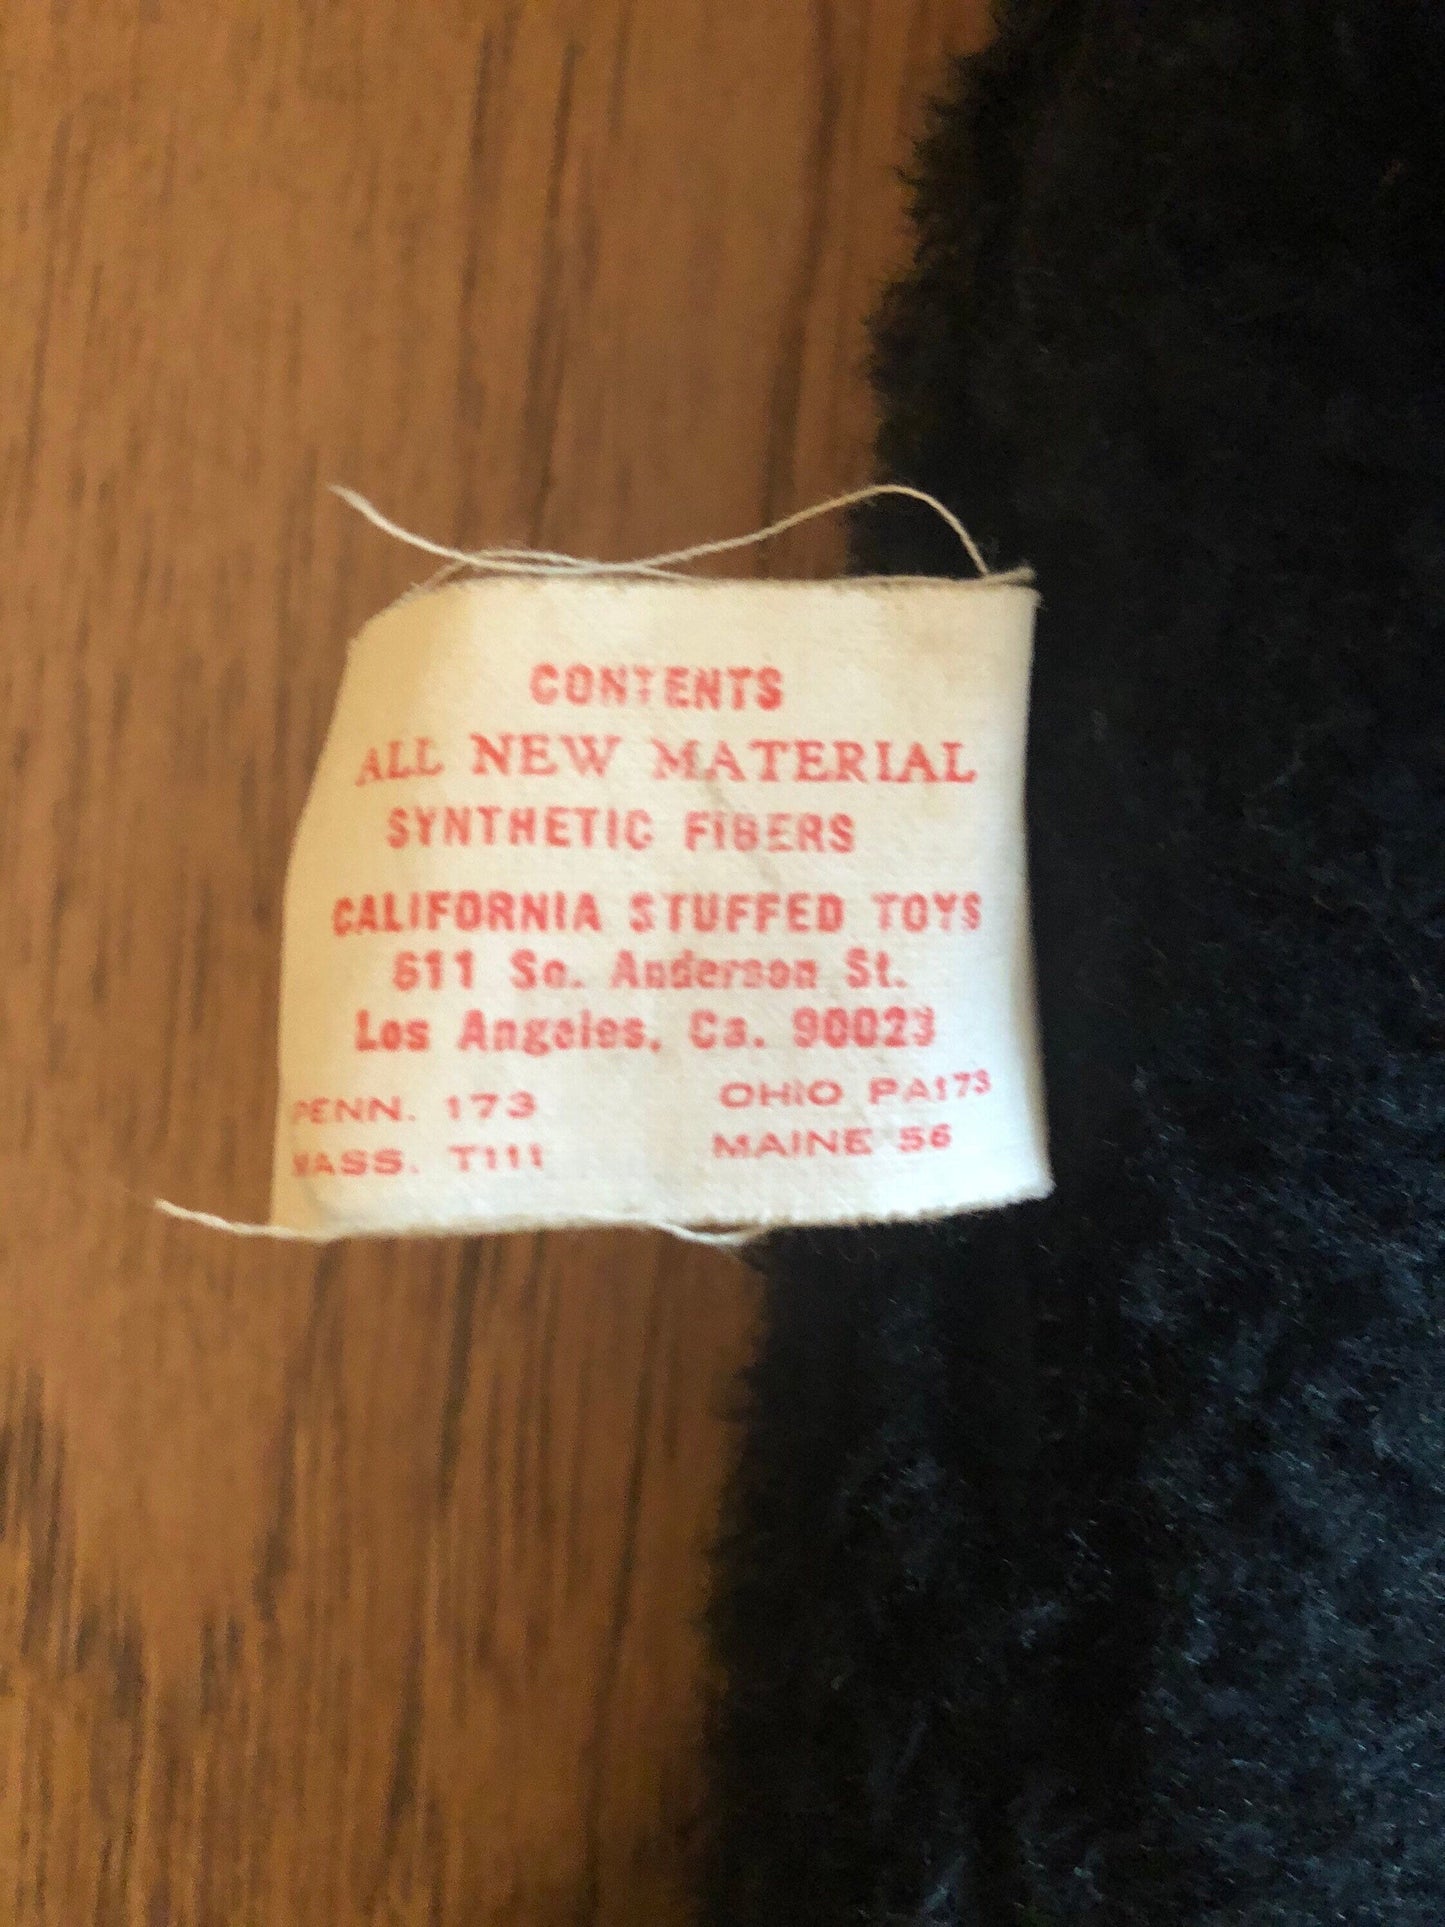 CONTENTS
ALL NEW MATERIAL
SYNTHETIC FIBERS
CALIFORNIA STUFFED TOYS
611 So. Anderson St.
Los Angeles, Ca. 90023
PENN. 173 OHIO PA173
MASS. T111 MAINE 56